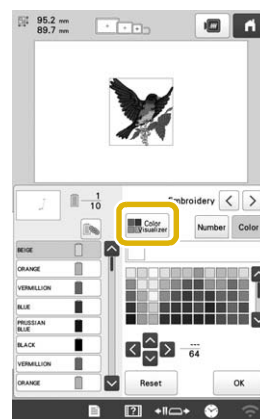 95.2 mm
89.7 mm
1
10
Embroidery
Color
Visualizer
Number
Color
BEIGE
ORANGE
VERMILLION
BLUE
PRUSSIAN
BLUE
BLACK
VERMILLION
ORANGE
---
64
Reset
OK